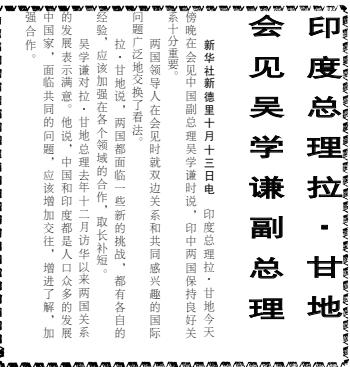 印度总理拉·甘地
会见吴学谦副总理
新华社新德里十月十三日电 印度总理拉·甘地今天
傍晚在会见中国副总理吴学谦时说，印中两国保持良好关
系十分重要。
两国领导人在会见时就双边关系和共同感兴趣的国际
问题广泛地交换了看法。
拉·甘地说，两国都面临一些新的挑战，都有各自的
经验，应该加强在各个领域的合作，取长补短。
吴学谦对拉·甘地总理去年十二月访华以来两国关系
的发展表示满意。他说，中国和印度都是人口众多的发展
中国家，面临共同的问题，应该增加交往，增进了解，加
强合作。